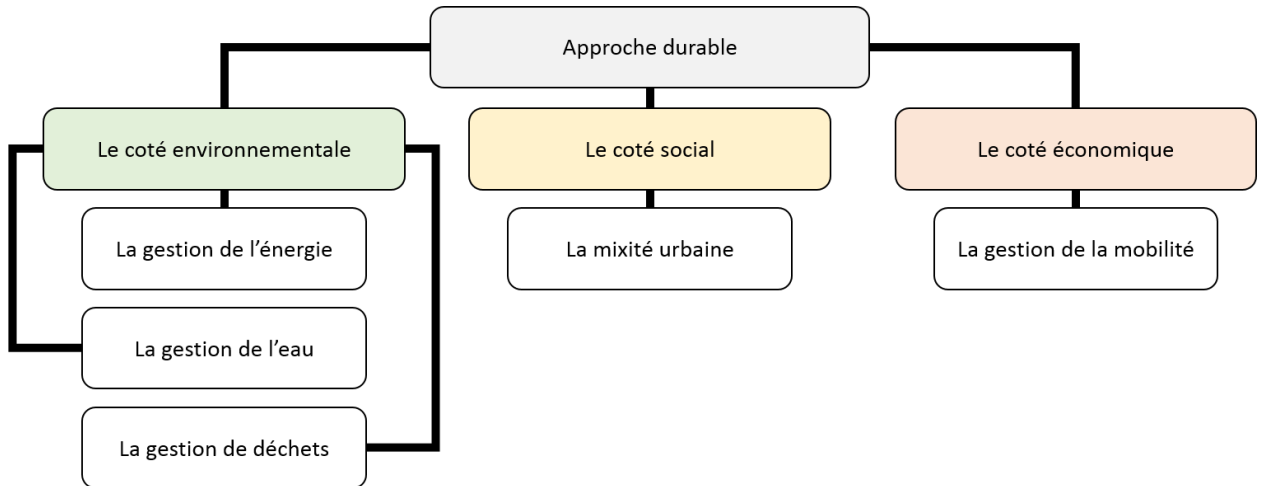 Approche durable
Le coté environnementale
Le coté social
Le coté économique
La gestion de l’énergie
La mixité urbaine
La gestion de la mobilité
La gestion de l’eau
La gestion de déchets